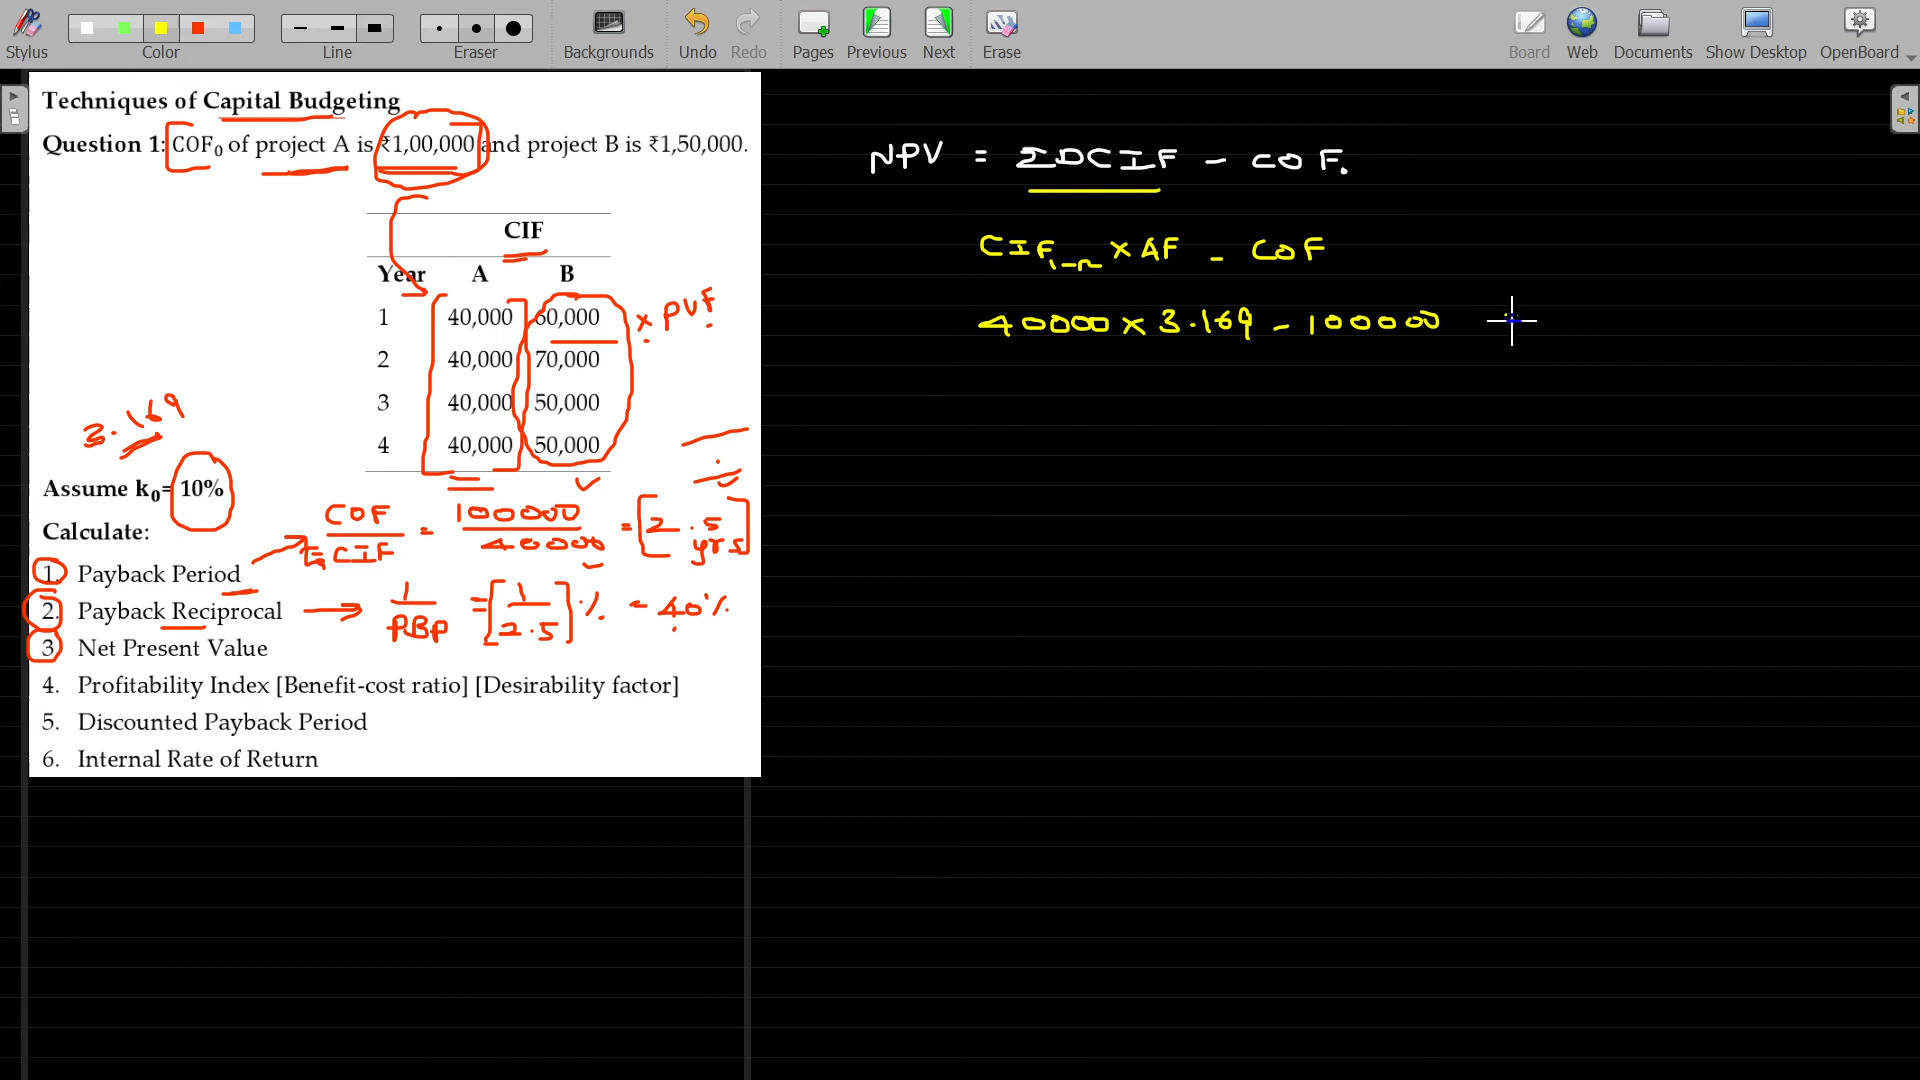 Stylus Color Line Eraser Backgrounds Undo Redo Pages Previous Next Erase Board Web Documents Show Desktop OpenBoard
Techniques of Capital Budgeting
Question 1: COF₀ of project A is ₹1,00,000 and project B is ₹1,50,000.
CIF
Year A B
1 40,000 60,000
2 40,000 70,000
3 40,000 50,000
4 40,000 50,000
x PVF
3.169
Assume k₀= 10%
Calculate:
1. Payback Period
COF / CIF = 100000 / 40000 = [2.5 yrs]
2. Payback Reciprocal
1 / PBP = [1 / 2.5] % = 40%
3. Net Present Value
4. Profitability Index [Benefit-cost ratio] [Desirability factor]
5. Discounted Payback Period
6. Internal Rate of Return
NPV = ΣDCIF - COF.
CIF₁₋ₙ x AF - COF
40000 x 3.169 - 100000